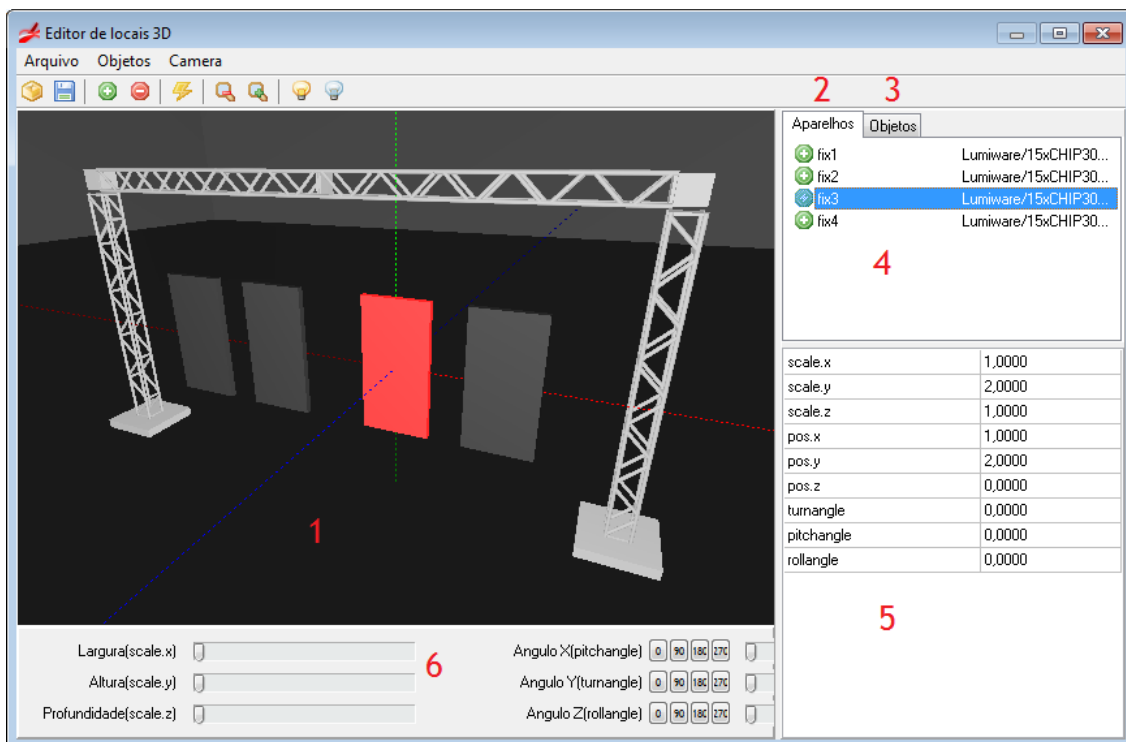 Editor de locais 3D
Arquivo Objetos Camera
2 3
Aparelhos Objetos
fix1 Lumiware/15xCHIP30...
fix2 Lumiware/15xCHIP30...
fix3 Lumiware/15xCHIP30...
fix4 Lumiware/15xCHIP30...
4
scale.x 1,0000
scale.y 2,0000
scale.z 1,0000
pos.x 1,0000
pos.y 2,0000
pos.z 0,0000
turnangle 0,0000
pitchangle 0,0000
rollangle 0,0000
1
5
Largura(scale.x) Angulo X(pitchangle) 0 90 180 270
6
Altura(scale.y) Angulo Y(turnangle) 0 90 180 270
Profundidade(scale.z) Angulo Z(rollangle) 0 90 180 270